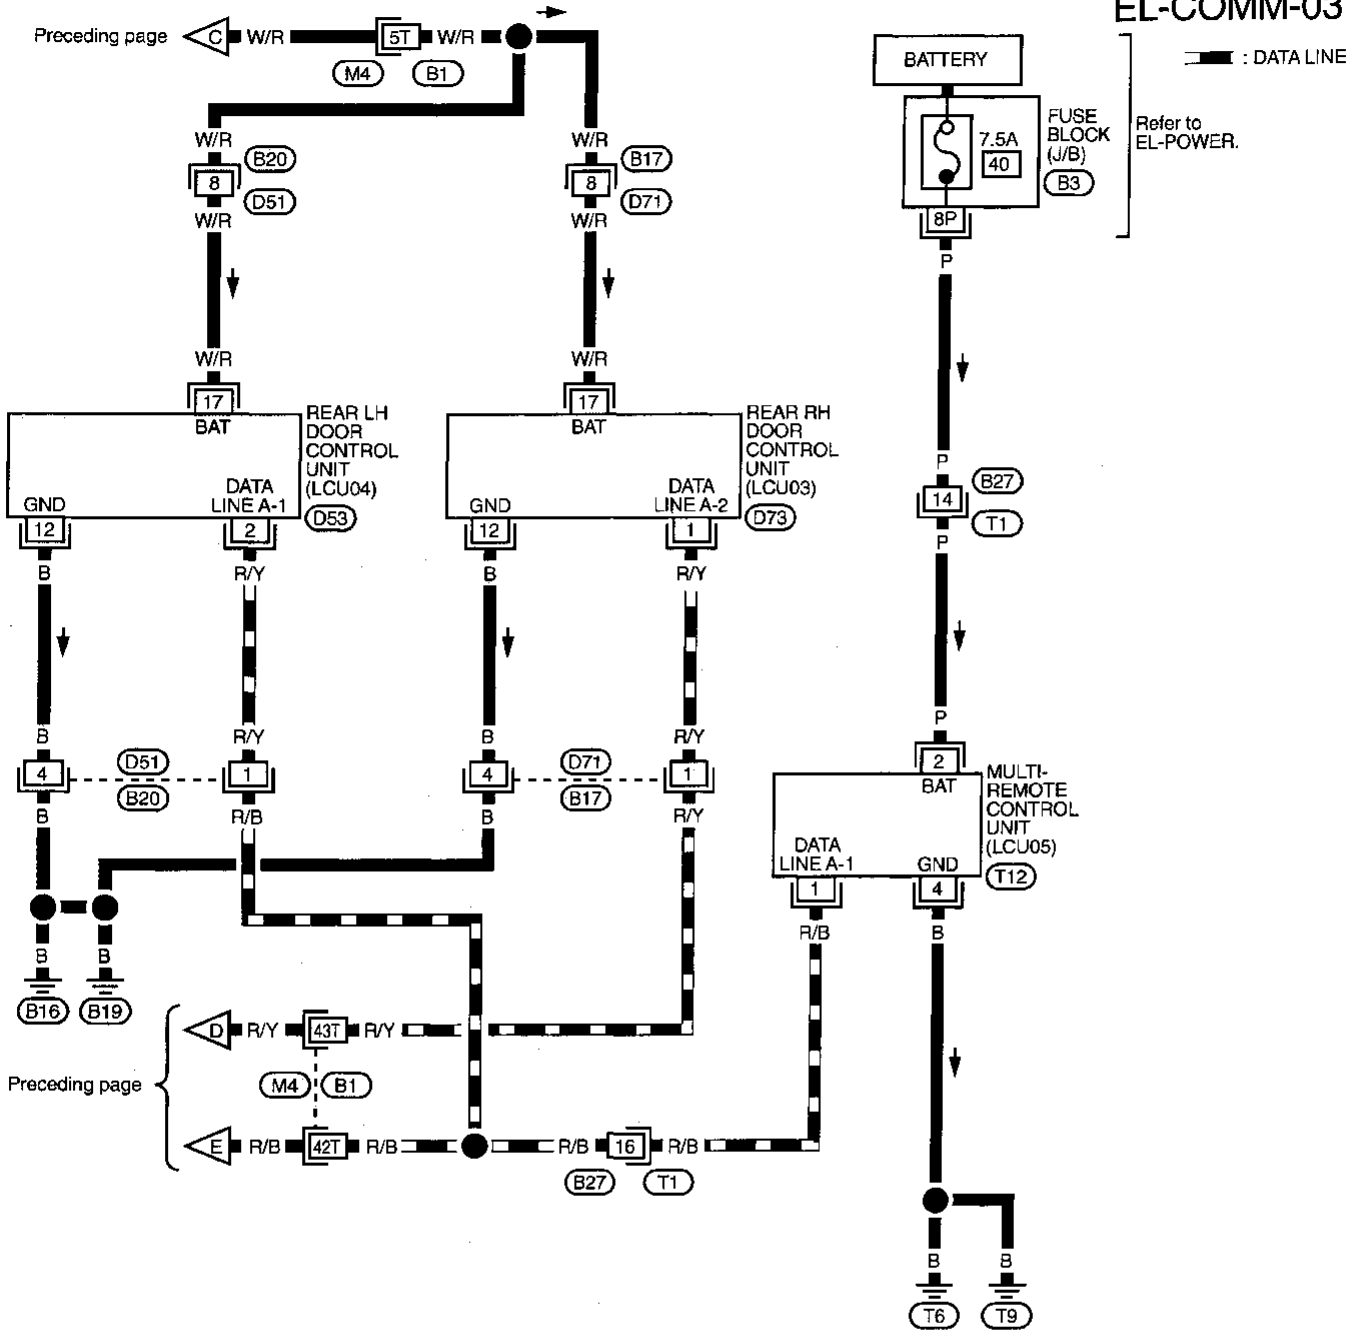 EL-COMM-03
Preceding page
C
W/R
5T
W/R
M4
B1
: DATA LINE
BATTERY
FUSE
BLOCK
(J/B)
B3
7.5A
40
8P
Refer to
EL-POWER.
W/R
8
B20
D51
W/R
W/R
8
B17
D71
W/R
P
W/R
W/R
17
BAT
REAR LH
DOOR
CONTROL
UNIT
(LCU04)
D53
GND
12
DATA
LINE A-1
2
17
BAT
REAR RH
DOOR
CONTROL
UNIT
(LCU03)
D73
GND
12
DATA
LINE A-2
1
P
14
B27
T1
P
B
R/Y
B
R/Y
P
B
R/Y
B
R/Y
4
D51
B20
1
4
D71
B17
1
B
R/B
B
R/Y
2
BAT
MULTI-
REMOTE
CONTROL
UNIT
(LCU05)
T12
DATA
LINE A-1
1
GND
4
R/B
B
B
B
B16
B19
Preceding page
D
R/Y
43T
R/Y
M4
B1
E
R/B
42T
R/B
R/B
16
R/B
B27
T1
B
B
T6
T9